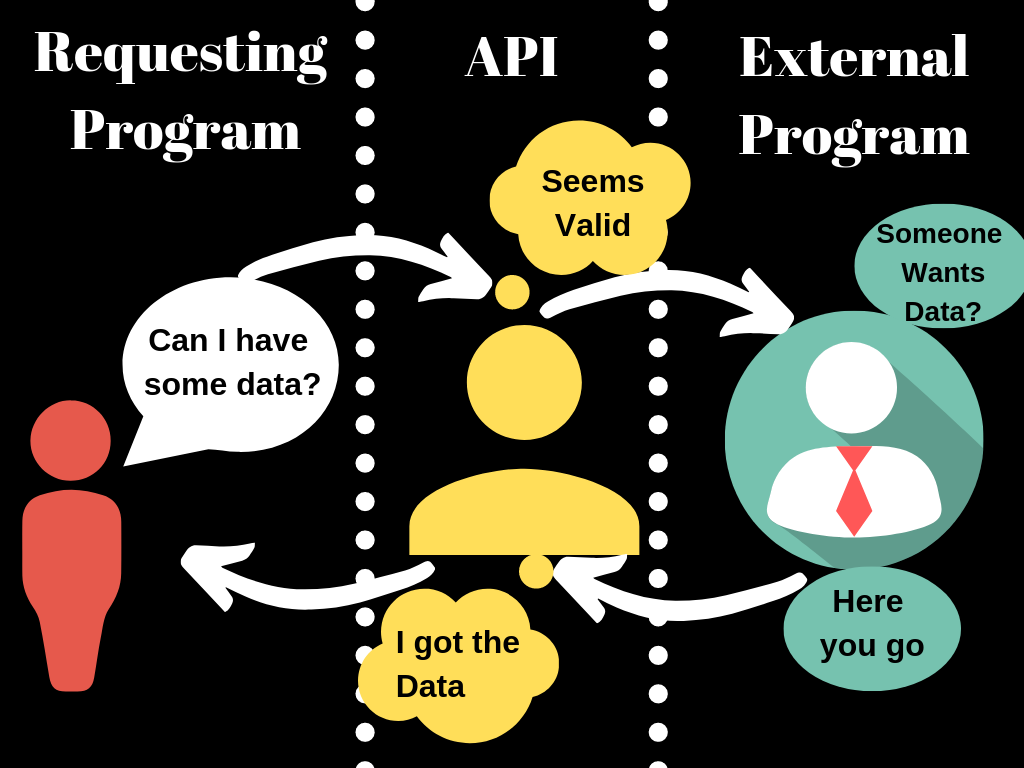 Requesting
Program
API
External
Program
Seems
Valid
Someone
Wants
Data?
Can I have
some data?
Here
you go
I got the
Data